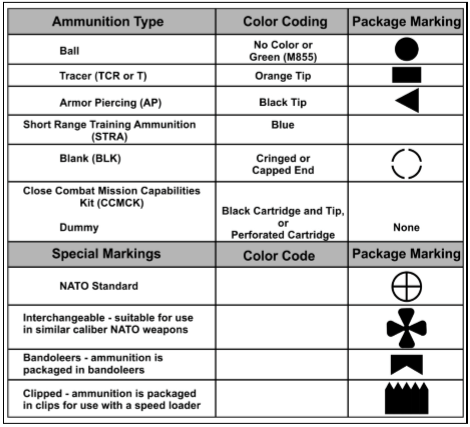 Ammunition Type Color Coding Package Marking
Ball
No Color or
Green (M855)
Tracer (TCR or T) Orange Tip
Armor Piercing (AP) Black Tip
Short Range Training Ammunition
(STRA)
Blue
Blank (BLK)
Cringed or
Capped End
Close Combat Mission Capabilities
Kit (CCMCK)
Dummy
Black Cartridge and Tip,
or
Perforated Cartridge
None
Special Markings Color Code Package Marking
NATO Standard
Interchangeable - suitable for use
in similar caliber NATO weapons
Bandoleers - ammunition is
packaged in bandoleers
Clipped - ammunition is packaged
in clips for use with a speed loader